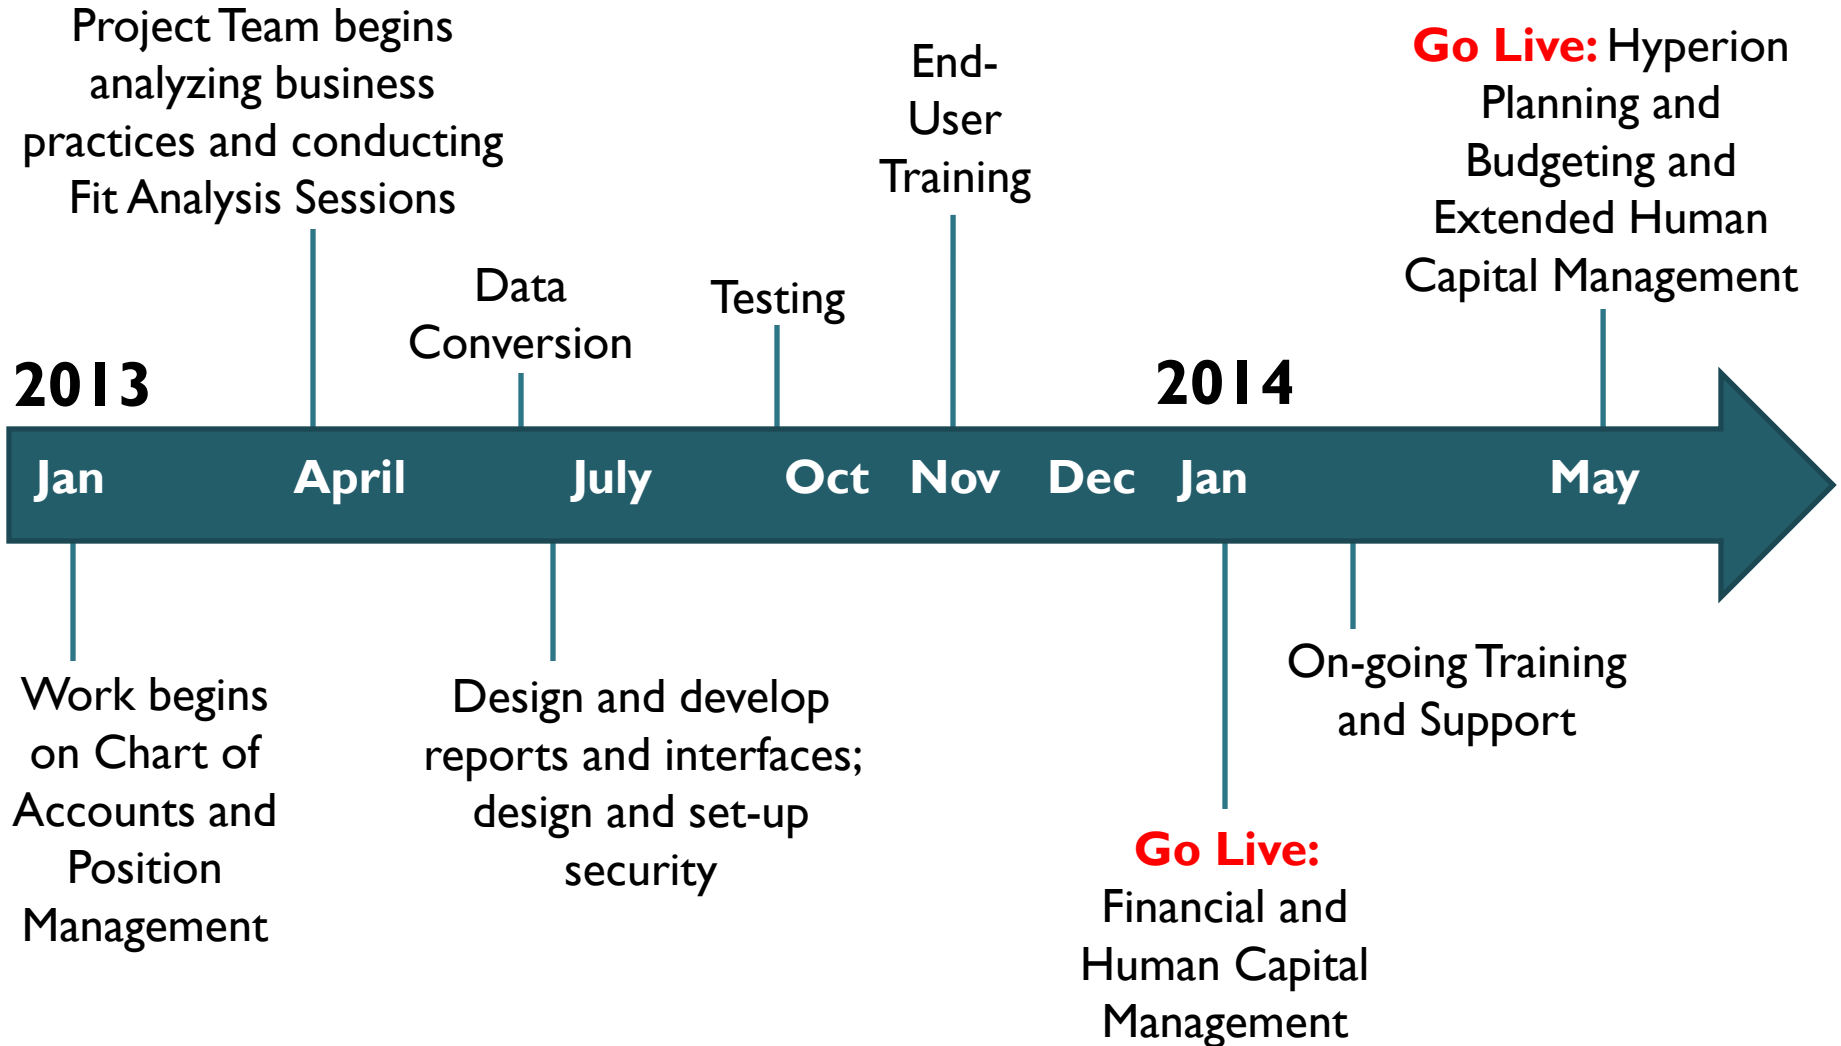 Project Team begins
analyzing business
practices and conducting
Fit Analysis Sessions
Data
Conversion
Testing
End-
User
Training
Go Live: Hyperion
Planning and
Budgeting and
Extended Human
Capital Management
2013
2014
Jan April July Oct Nov Dec Jan May
Work begins
on Chart of
Accounts and
Position
Management
Design and develop
reports and interfaces;
design and set-up
security
Go Live:
Financial and
Human Capital
Management
On-going Training
and Support